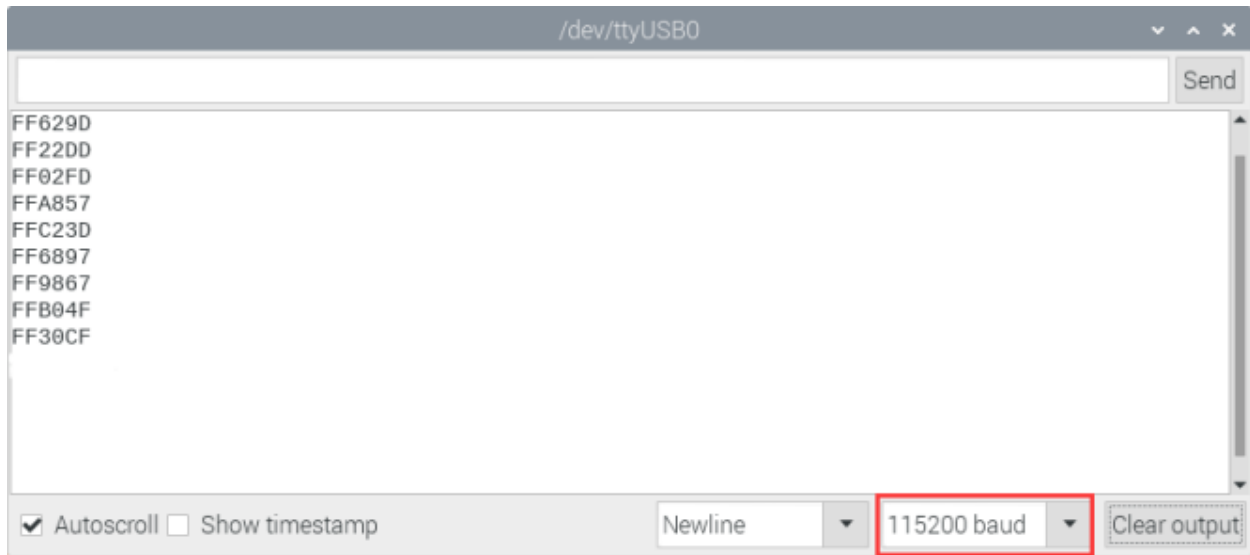 /dev/ttyUSB0
Send
FF629D
FF22DD
FF02FD
FFA857
FFC23D
FF6897
FF9867
FFB04F
FF30CF
Autoscroll Show timestamp Newline 115200 baud Clear output